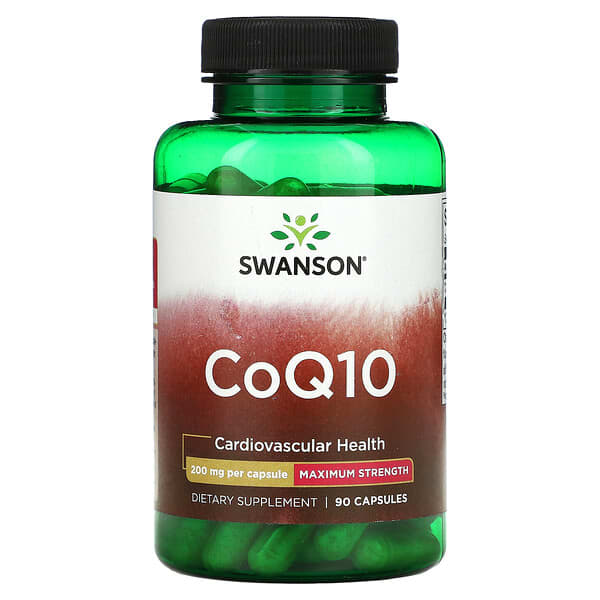 SWANSON®
CoQ10
Cardiovascular Health
200 mg per capsule MAXIMUM STRENGTH
DIETARY SUPPLEMENT | 90 CAPSULES